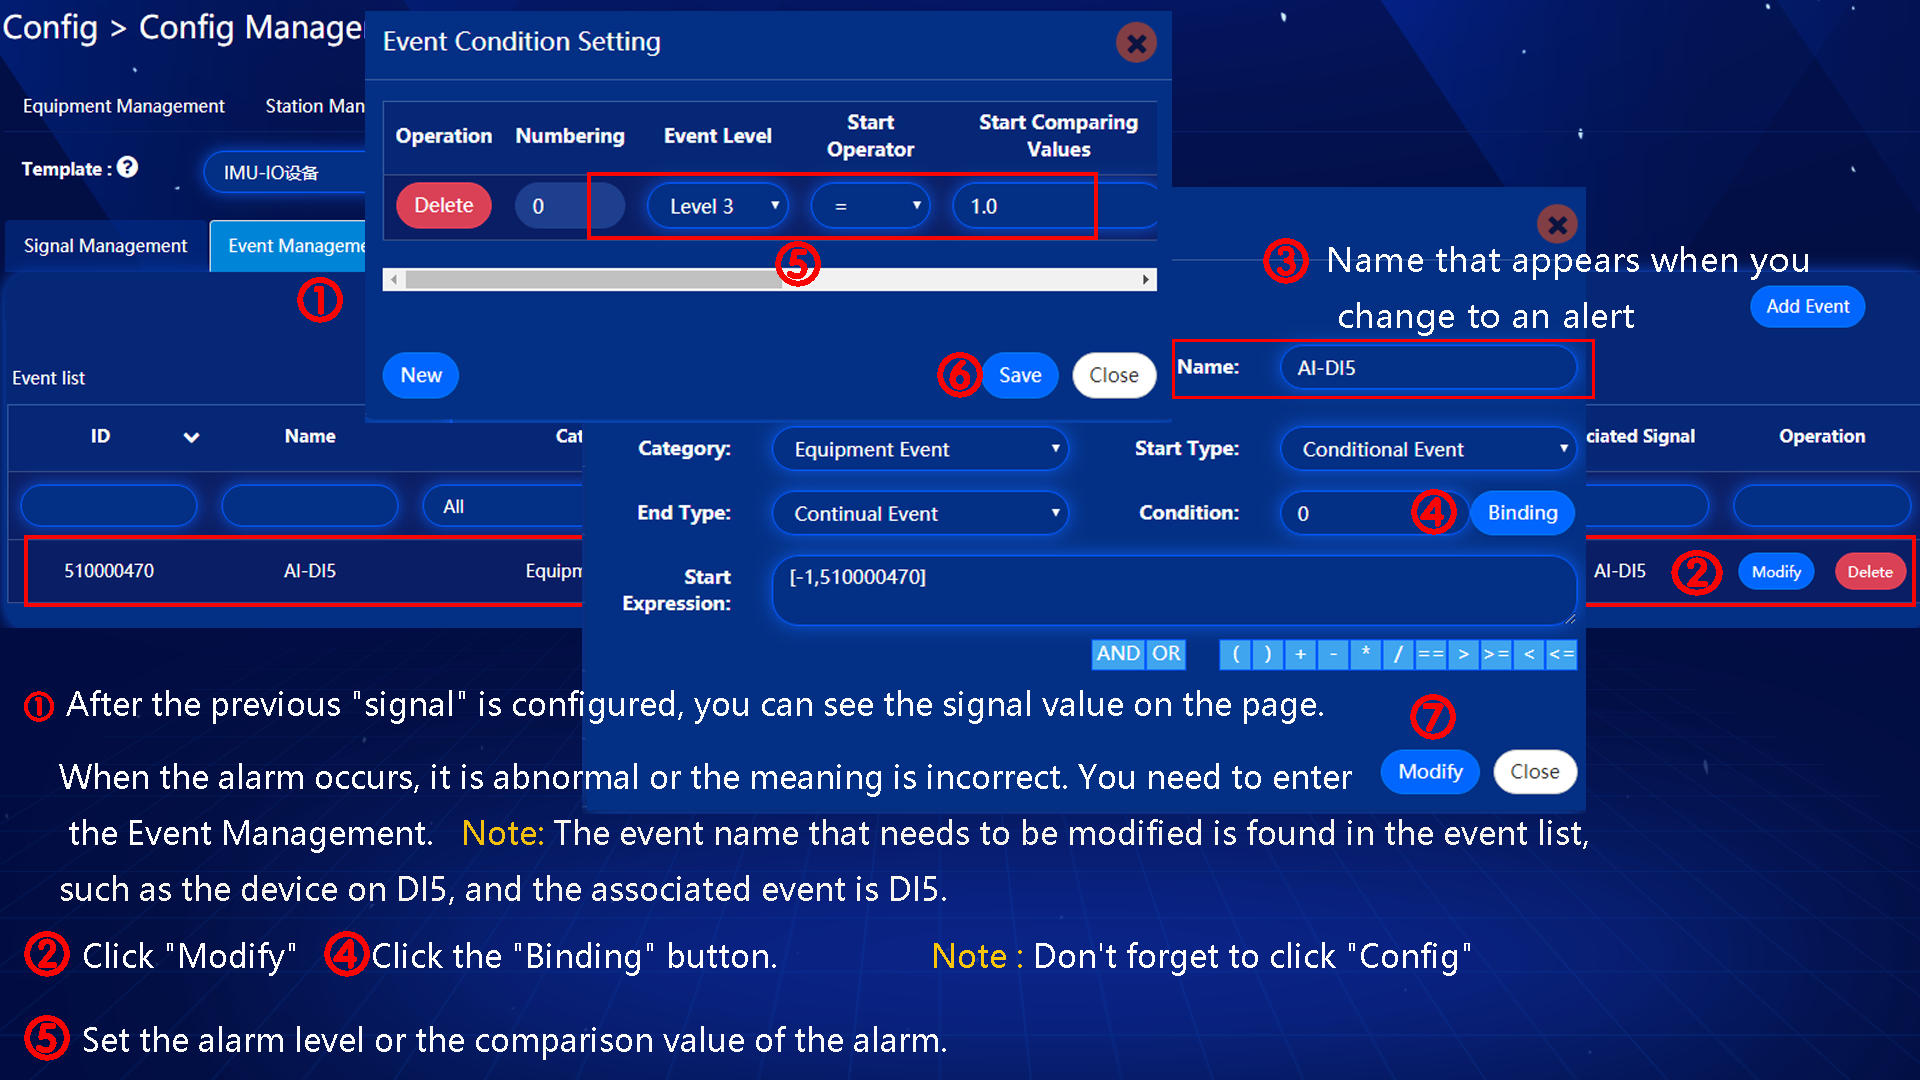 Config > Config Manage
Event Condition Setting
Equipment Management
Station Man
Operation
Numbering
Event Level
Start
Operator
Start Comparing
Values
Template :
IMU-IO设备
Delete
0
Level 3
=
1.0
Signal Management
Event Manageme
①
⑤
③ Name that appears when you
change to an alert
Add Event
New
⑥
Save
Close
Name:
AI-DI5
Event list
ID
Name
Cat
Category:
Equipment Event
Start Type:
Conditional Event
ciated Signal
Operation
All
End Type:
Continual Event
Condition:
0
④
Binding
510000470
AI-DI5
Equipm
Start
Expression:
[-1,510000470]
AI-DI5
②
Modify
Delete
AND OR ( ) + - * / == > >= < <=
① After the previous "signal" is configured, you can see the signal value on the page.
⑦
When the alarm occurs, it is abnormal or the meaning is incorrect. You need to enter
Modify
Close
the Event Management. Note: The event name that needs to be modified is found in the event list,
such as the device on DI5, and the associated event is DI5.
② Click "Modify" ④Click the "Binding" button. Note : Don't forget to click "Config"
⑤ Set the alarm level or the comparison value of the alarm.